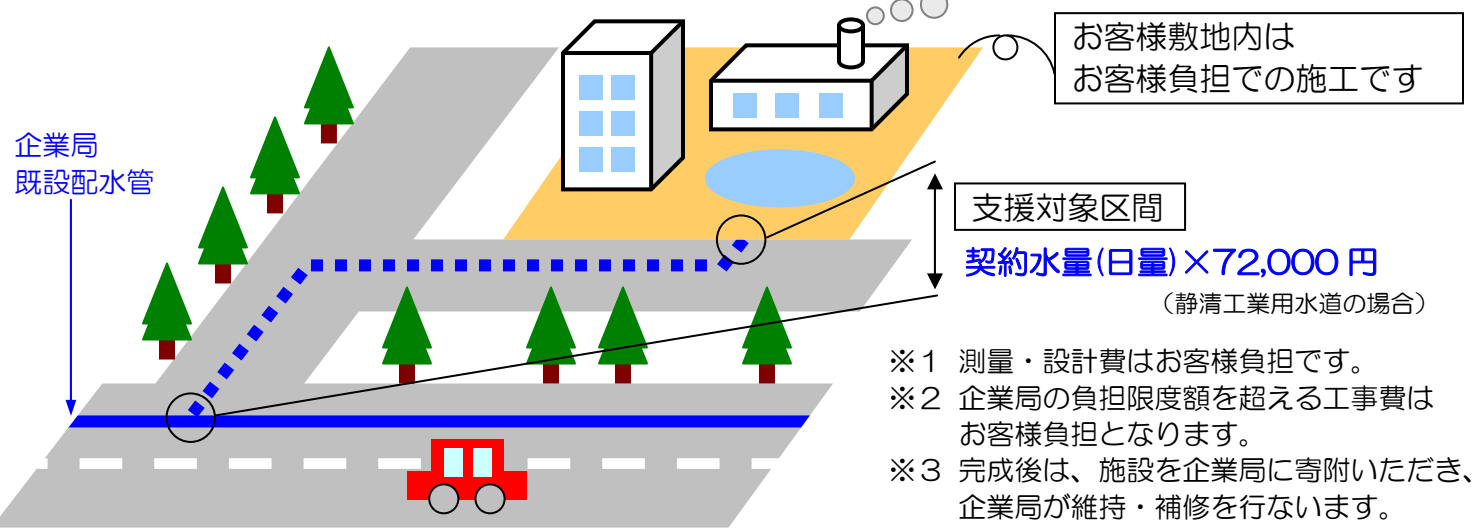 お客様敷地内は
お客様負担での施工です
企業局
既設配水管
支援対象区間
契約水量(日量)×72,000 円
（静清工業用水道の場合）
※１ 測量・設計費はお客様負担です。
※２ 企業局の負担限度額を超える工事費は
お客様負担となります。
※３ 完成後は、施設を企業局に寄附いただき、
企業局が維持・補修を行ないます。